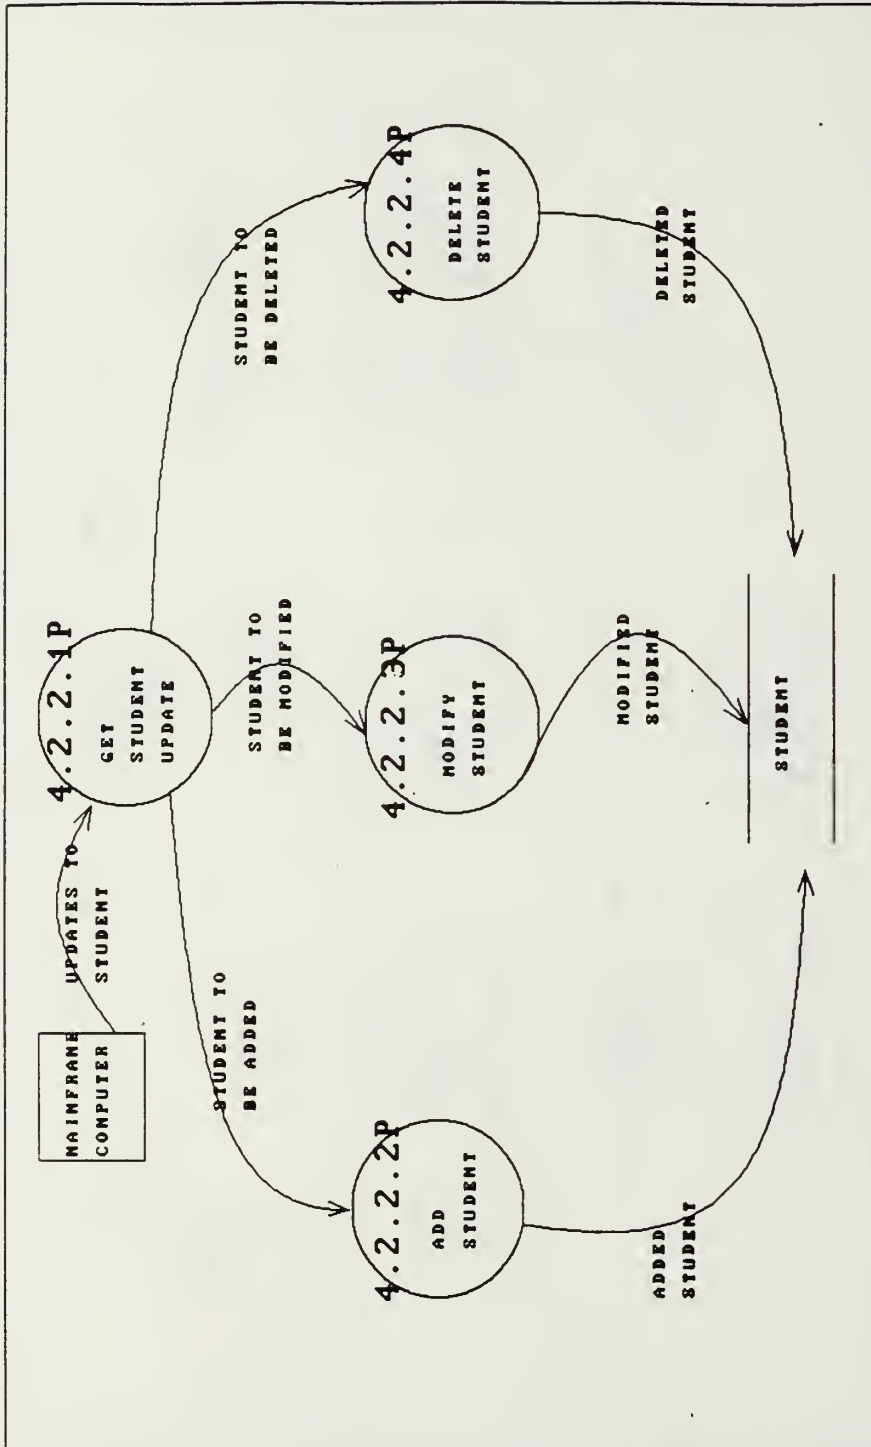 MAINFRAME
COMPUTER
UPDATES TO
STUDENT
4.2.2.1P
GET
STUDENT
UPDATE
STUDENT TO
BE ADDED
STUDENT TO
BE MODIFIED
STUDENT TO
BE DELETED
4.2.2.2P
ADD
STUDENT
4.2.2.3P
MODIFY
STUDENT
4.2.2.4P
DELETE
STUDENT
ADDED
STUDENT
MODIFIED
STUDENT
DELETED
STUDENT
STUDENT